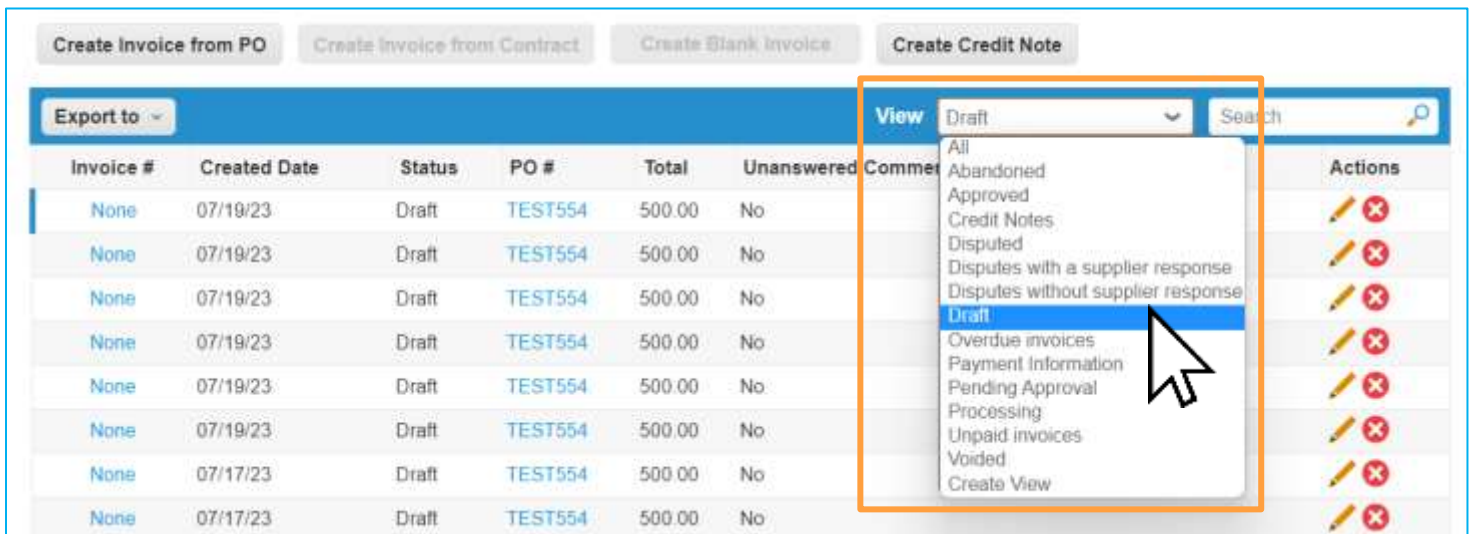 Create Invoice from PO Create Invoice from Contract Create Blank Invoice Create Credit Note
Export to View Draft Search
Invoice # Created Date Status PO # Total Unanswered Commen Actions
All
Abandoned
Approved
Credit Notes
Disputed
Disputes with a supplier response
Disputes without supplier response
Draft
Overdue invoices
Payment Information
Pending Approval
Processing
Unpaid invoices
Voided
Create View
None 07/19/23 Draft TEST554 500.00 No
None 07/19/23 Draft TEST554 500.00 No
None 07/19/23 Draft TEST554 500.00 No
None 07/19/23 Draft TEST554 500.00 No
None 07/19/23 Draft TEST554 500.00 No
None 07/19/23 Draft TEST554 500.00 No
None 07/17/23 Draft TEST554 500.00 No
None 07/17/23 Draft TEST554 500.00 No